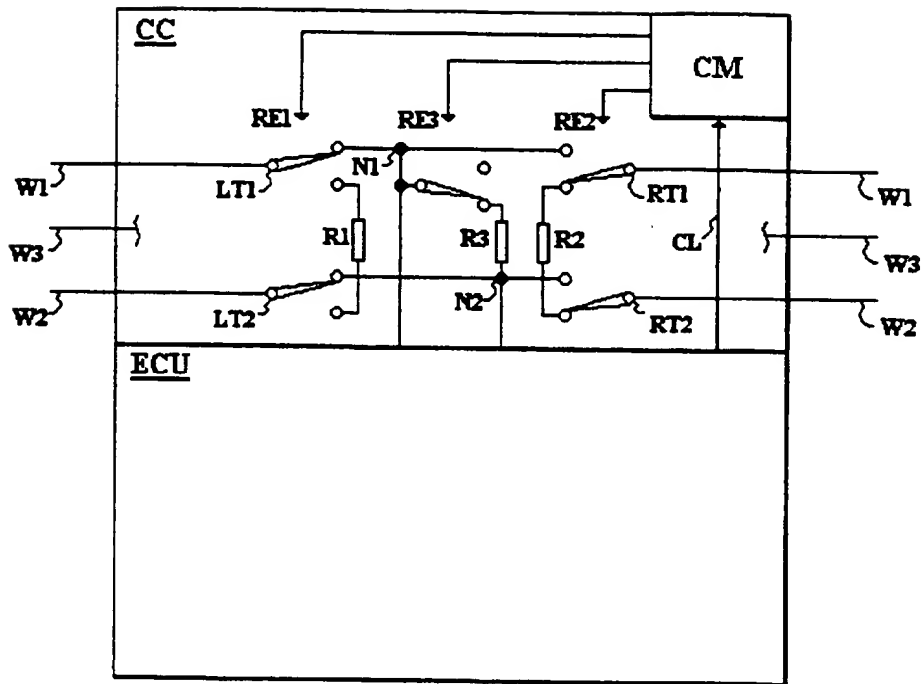 CC
CM
RE1 RE3 RE2
N1
W1 LT1 RT1 W1
R1 R3 R2 CL
W3 W3
N2
W2 LT2 RT2 W2
ECU